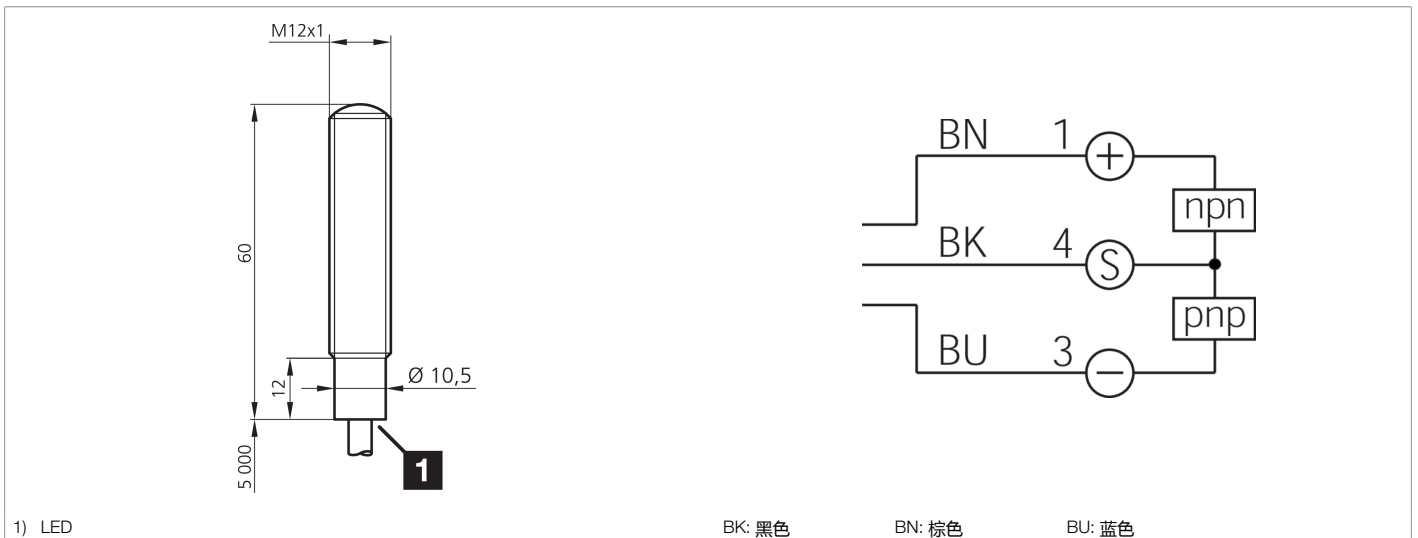 M12x1
60
12
Ø 10,5
5 000
1
BN 1 +
npn
BK 4 S
pnp
BU 3 −
1) LED
BK: 黑色 BN: 棕色 BU: 蓝色